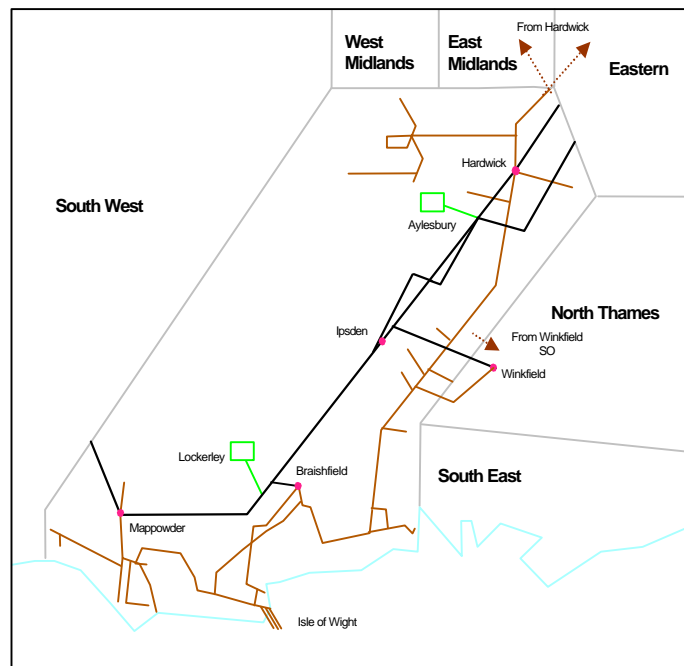 From Hardwick
West
Midlands
East
Midlands
Eastern
Hardwick
South West
Aylesbury
North Thames
Ipsden
From Winkfield
SO
Winkfield
Lockerley
Braishfield
South East
Mappowder
Isle of Wight